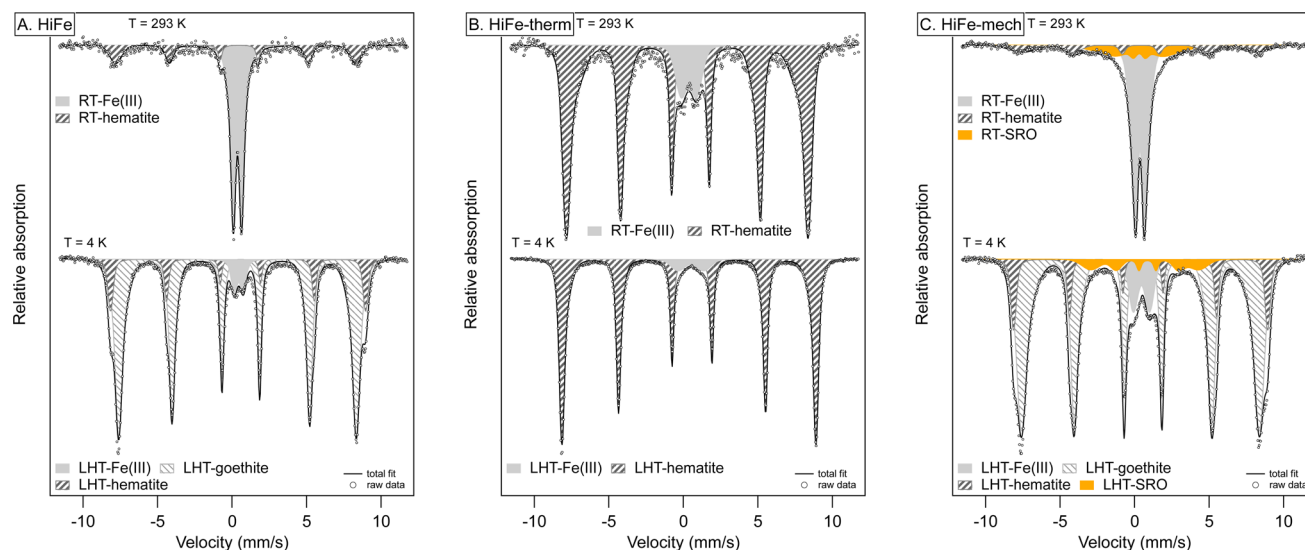 A. HiFe
T = 293 K
RT-Fe(III)
RT-hematite
T = 4 K
LHT-Fe(III) LHT-goethite
LHT-hematite
total fit
raw data
Relative absorption
-10 -5 0 5 10
Velocity (mm/s)
B. HiFe-therm
T = 293 K
RT-Fe(III) RT-hematite
T = 4 K
LHT-Fe(III) LHT-hematite
total fit
raw data
Relative absorption
-10 -5 0 5 10
Velocity (mm/s)
C. HiFe-mech
T = 293 K
RT-Fe(III)
RT-hematite
RT-SRO
T = 4 K
LHT-Fe(III) LHT-goethite
LHT-hematite LHT-SRO
total fit
raw data
Relative absorption
-10 -5 0 5 10
Velocity (mm/s)